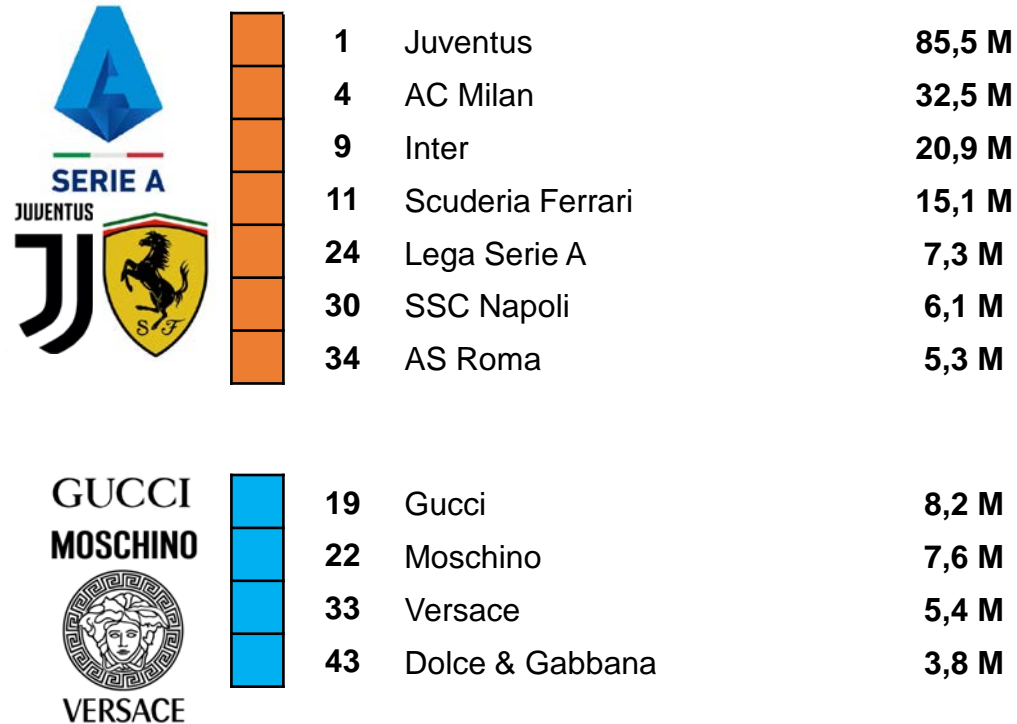 1 Juventus 85,5 M
4 AC Milan 32,5 M
9 Inter 20,9 M
SERIE A
11 Scuderia Ferrari 15,1 M
JUVENTUS
24 Lega Serie A 7,3 M
30 SSC Napoli 6,1 M
S F
34 AS Roma 5,3 M
GUCCI
19 Gucci 8,2 M
MOSCHINO
22 Moschino 7,6 M
33 Versace 5,4 M
43 Dolce & Gabbana 3,8 M
VERSACE